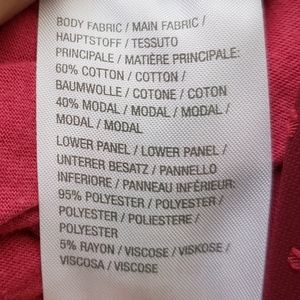 BODY FABRIC / MAIN FABRIC /
HAUPTSTOFF / TESSUTO
PRINCIPALE / MATIÈRE PRINCIPALE:
60% COTTON / COTTON /
BAUMWOLLE / COTONE / COTON
40% MODAL / MODAL / MODAL /
MODAL / MODAL
LOWER PANEL / LOWER PANEL /
UNTERER BESATZ / PANNELLO
INFERIORE / PANNEAU INFÉRIEUR:
95% POLYESTER / POLYESTER /
POLYESTER / POLIESTERE /
POLYESTER
5% RAYON / VISCOSE / VISKOSE /
VISCOSA / VISCOSE